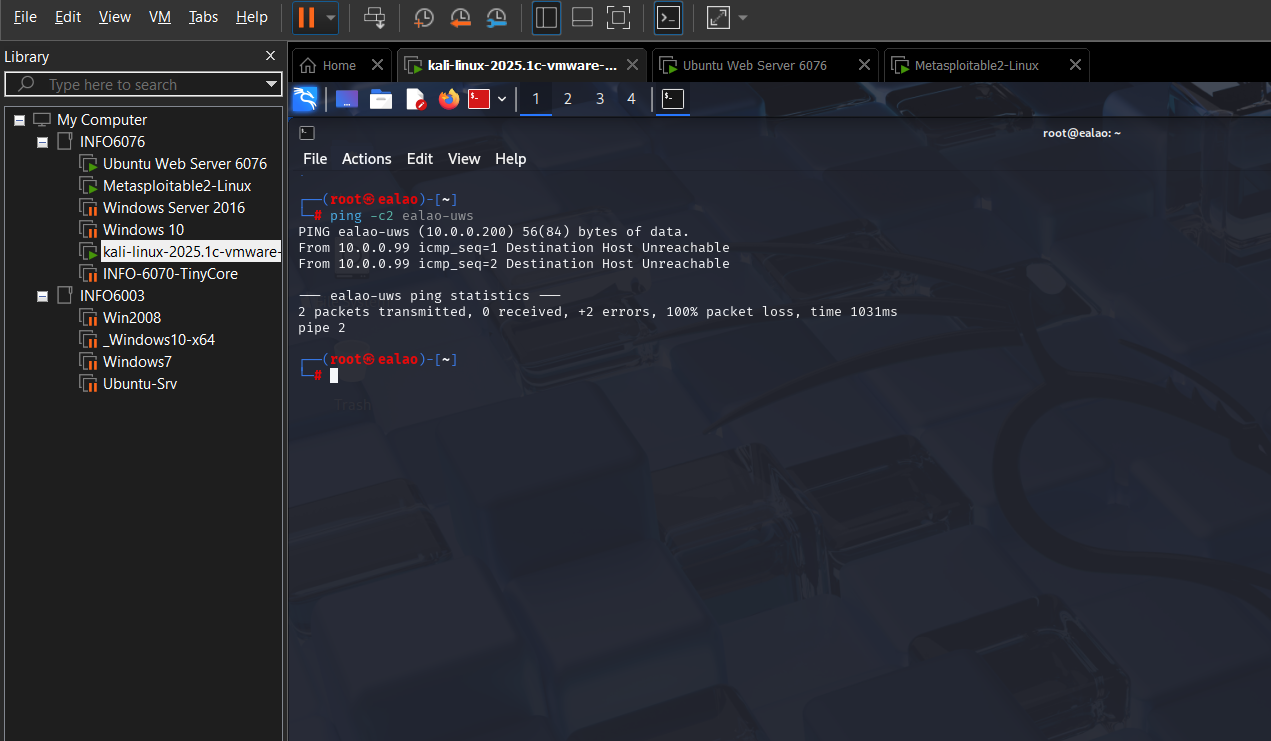 File Edit View VM Tabs Help
Library
Type here to search
My Computer
INFO6076
Ubuntu Web Server 6076
Metasploitable2-Linux
Windows Server 2016
Windows 10
kali-linux-2025.1c-vmware-
INFO-6070-TinyCore
INFO6003
Win2008
_Windows10-x64
Windows7
Ubuntu-Srv
Home
kali-linux-2025.1c-vmware-...
Ubuntu Web Server 6076
Metasploitable2-Linux
1 2 3 4
root@ealao: ~
File Actions Edit View Help
┌──(root㉿ealao)-[~]
└─# ping -c2 ealao-uws
PING ealao-uws (10.0.0.200) 56(84) bytes of data.
From 10.0.0.99 icmp_seq=1 Destination Host Unreachable
From 10.0.0.99 icmp_seq=2 Destination Host Unreachable
--- ealao-uws ping statistics ---
2 packets transmitted, 0 received, +2 errors, 100% packet loss, time 1031ms
pipe 2
┌──(root㉿ealao)-[~]
└─#
Trash